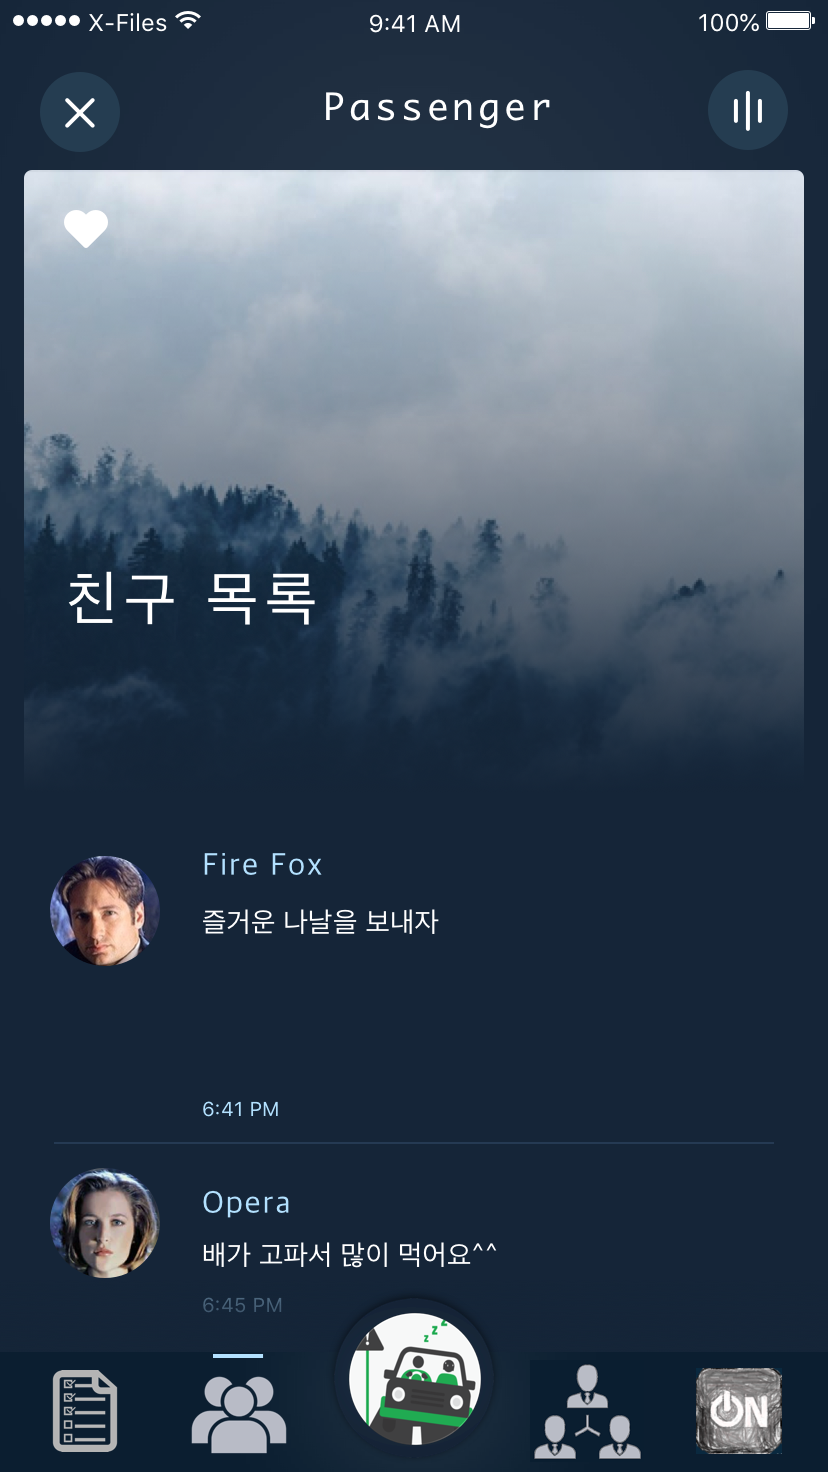 X-Files
9:41 AM
100%
Passenger
친구 목록
Fire Fox
즐거운 나날을 보내자
6:41 PM
Opera
배가 고파서 많이 먹어요^^
6:45 PM
z z z
ON